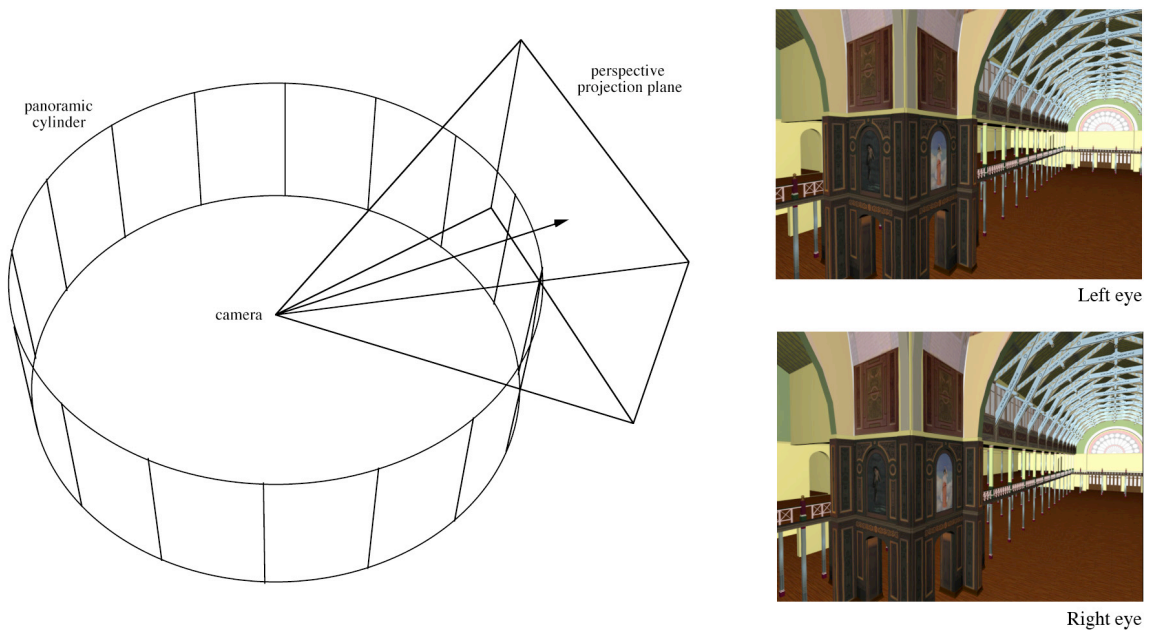 panoramic
cylinder
perspective
projection plane
camera
Left eye
Right eye